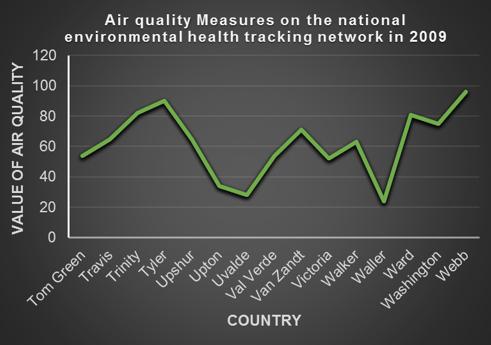 Air quality Measures on the national
environmental health tracking network in 2009
VALUE OF AIR QUALITY
120
100
80
60
40
20
0
Tom Green
Travis
Trinity
Tyler
Upshur
Upton
Uvalde
Val Verde
Van Zandt
Victoria
Walker
Waller
Ward
Washington
Webb
COUNTRY